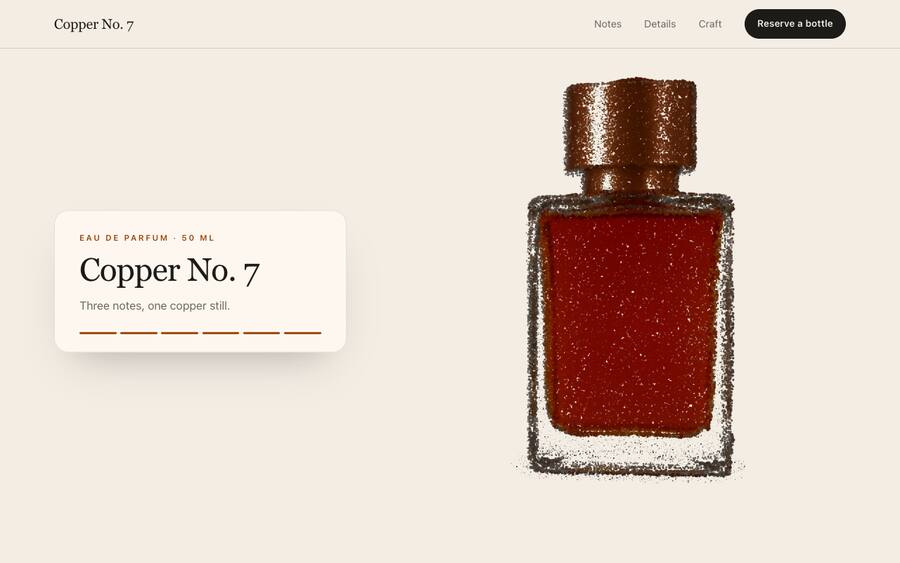 Copper No. 7
Notes Details Craft Reserve a bottle
EAU DE PARFUM · 50 ML
Copper No. 7
Three notes, one copper still.